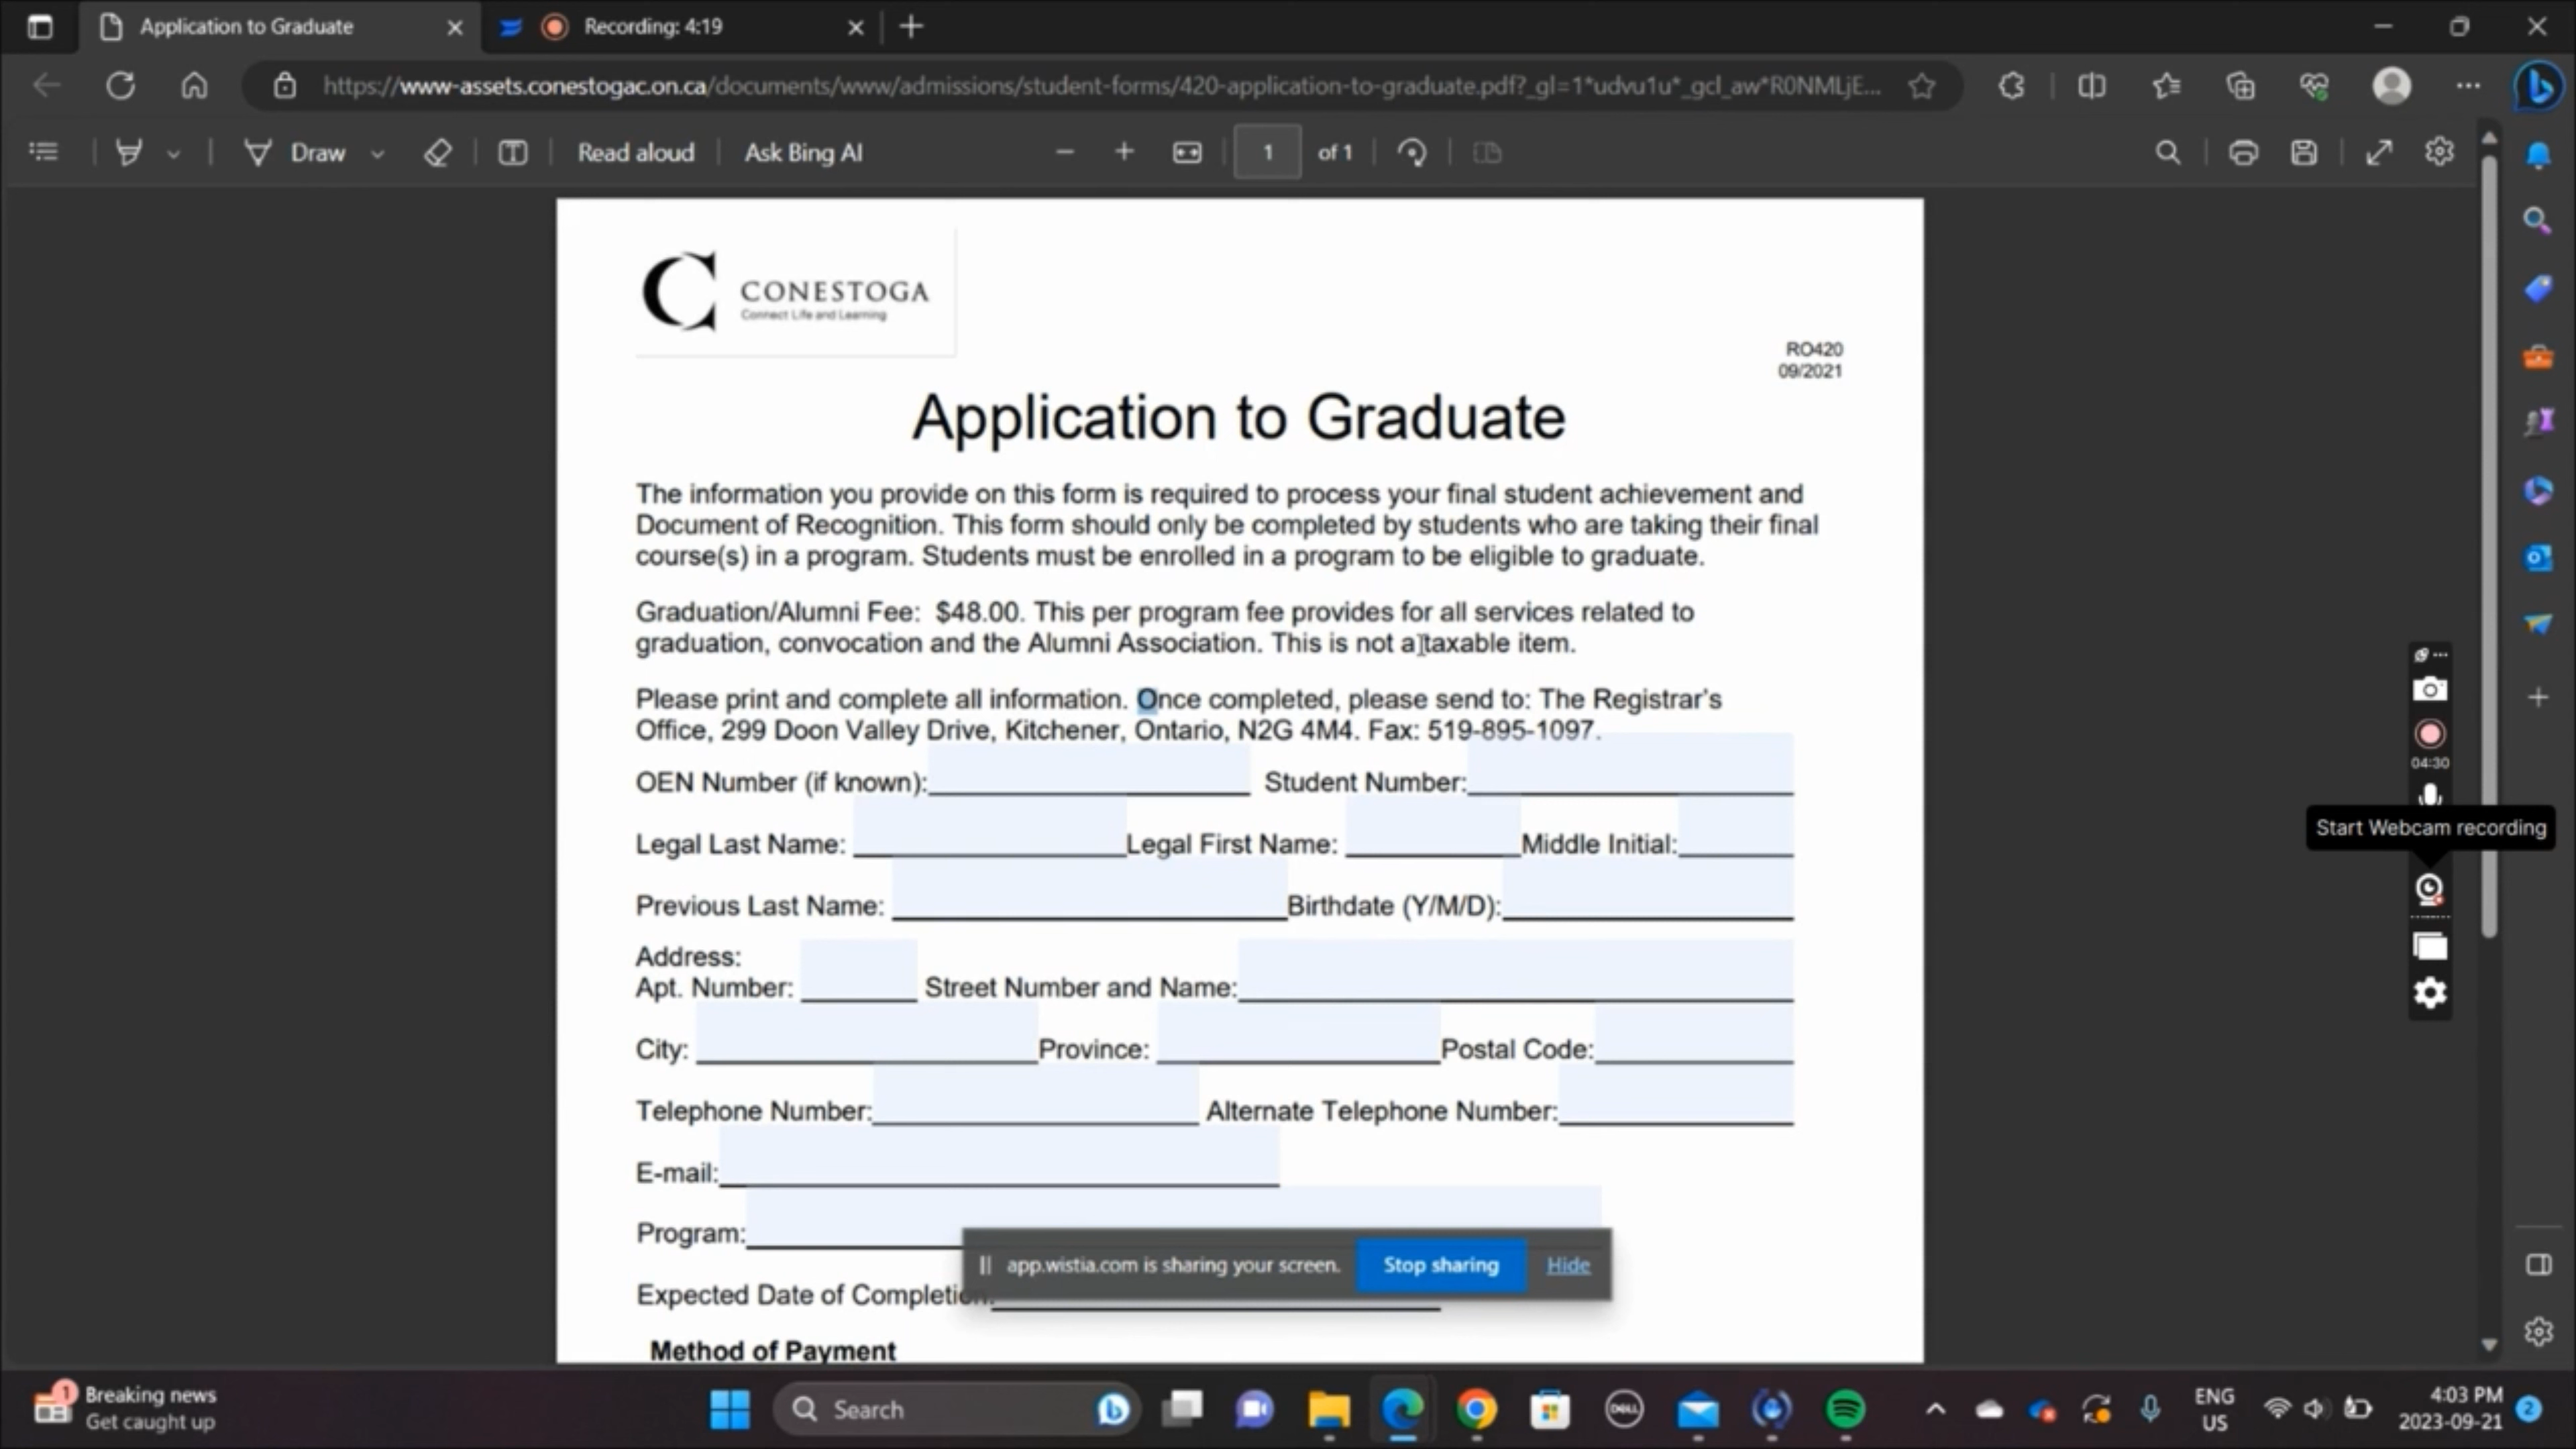 Application to Graduate
Recording: 4:19
https://www-assets.conestogac.on.ca/documents/www/admissions/student-forms/420-application-to-graduate.pdf?_gl=1*udvu1u*_gcl_aw*R0NMLjE...
Draw
Read aloud
Ask Bing AI
1 of 1
CONESTOGA
Connect Life and Learning
RO420
09/2021
Application to Graduate
The information you provide on this form is required to process your final student achievement and
Document of Recognition. This form should only be completed by students who are taking their final
course(s) in a program. Students must be enrolled in a program to be eligible to graduate.
Graduation/Alumni Fee: $48.00. This per program fee provides for all services related to
graduation, convocation and the Alumni Association. This is not a taxable item.
Please print and complete all information. Once completed, please send to: The Registrar's
Office, 299 Doon Valley Drive, Kitchener, Ontario, N2G 4M4. Fax: 519-895-1097.
OEN Number (if known): Student Number:
Legal Last Name: Legal First Name: Middle Initial:
Previous Last Name: Birthdate (Y/M/D):
Address:
Apt. Number: Street Number and Name:
City: Province: Postal Code:
Telephone Number: Alternate Telephone Number:
E-mail:
Program:
Expected Date of Completion:
Method of Payment
app.wistia.com is sharing your screen.
Stop sharing
Hide
04:30
Start Webcam recording
1
Breaking news
Get caught up
Search
DELL
ENG
US
4:03 PM
2023-09-21
2